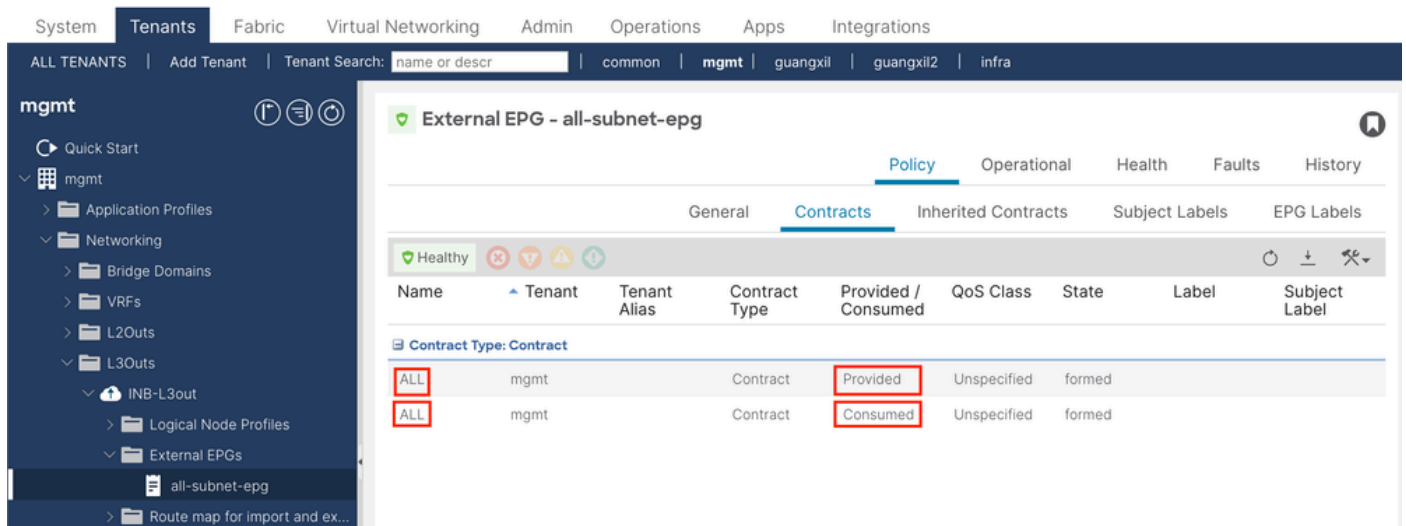 System Tenants Fabric Virtual Networking Admin Operations Apps Integrations
ALL TENANTS | Add Tenant | Tenant Search: name or descr | common | mgmt | guangxil | guangxil2 | infra
mgmt
Quick Start
mgmt
Application Profiles
Networking
Bridge Domains
VRFs
L2Outs
L3Outs
INB-L3out
Logical Node Profiles
External EPGs
all-subnet-epg
Route map for import and ex...
External EPG - all-subnet-epg
Policy Operational Health Faults History
General Contracts Inherited Contracts Subject Labels EPG Labels
Healthy
Name Tenant Tenant Alias Contract Type Provided / Consumed QoS Class State Label Subject Label
Contract Type: Contract
ALL mgmt Contract Provided Unspecified formed
ALL mgmt Contract Consumed Unspecified formed